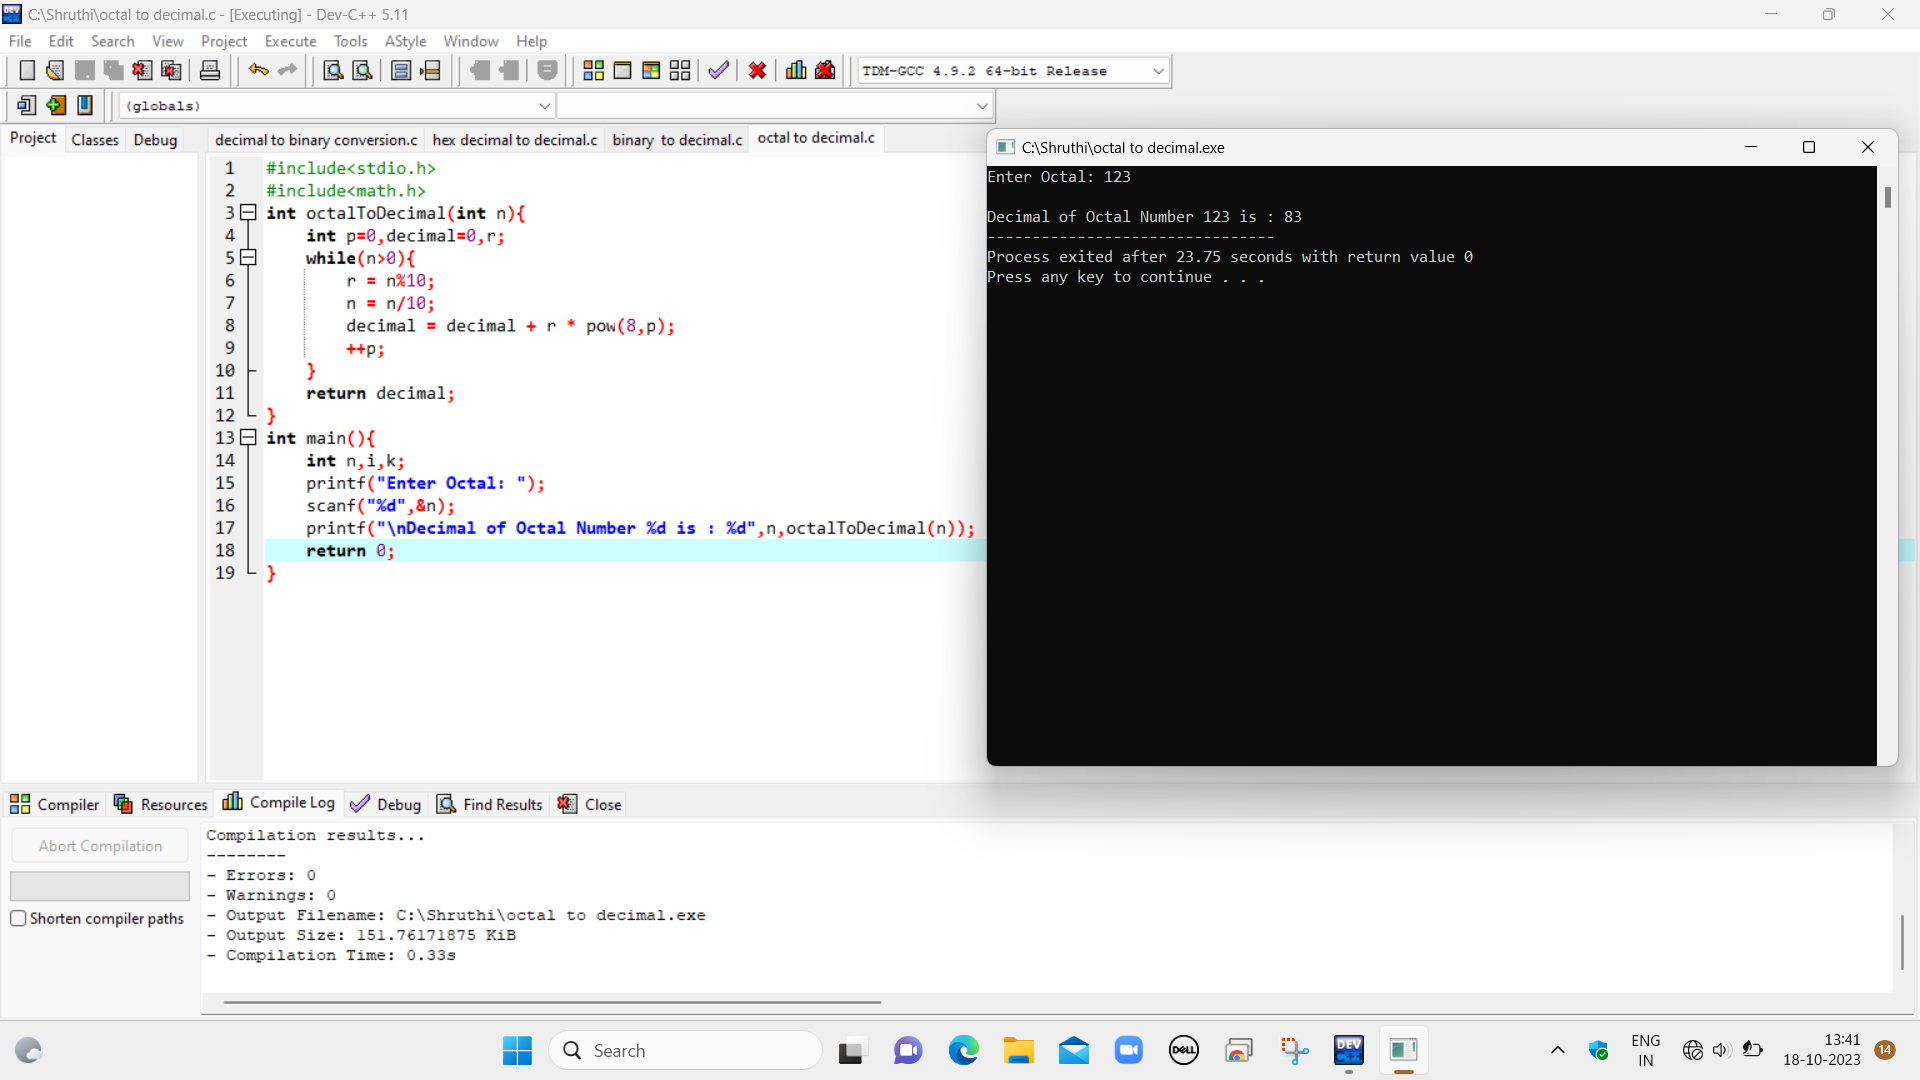 C:\Shruthi\octal to decimal.c - [Executing] - Dev-C++ 5.11
File Edit Search View Project Execute Tools AStyle Window Help
TDM-GCC 4.9.2 64-bit Release
(globals)
Project Classes Debug
decimal to binary conversion.c hex decimal to decimal.c binary to decimal.c octal to decimal.c
1 #include<stdio.h>
2 #include<math.h>
3 int octalToDecimal(int n){
4 int p=0,decimal=0,r;
5 while(n>0){
6 r = n%10;
7 n = n/10;
8 decimal = decimal + r * pow(8,p);
9 ++p;
10 }
11 return decimal;
12 }
13 int main(){
14 int n,i,k;
15 printf("Enter Octal: ");
16 scanf("%d",&n);
17 printf("\nDecimal of Octal Number %d is : %d",n,octalToDecimal(n));
18 return 0;
19 }
C:\Shruthi\octal to decimal.exe
Enter Octal: 123
Decimal of Octal Number 123 is : 83
--------------------------------
Process exited after 23.75 seconds with return value 0
Press any key to continue . . .
Compiler Resources Compile Log Debug Find Results Close
Abort Compilation
Shorten compiler paths
Compilation results...
--------
- Errors: 0
- Warnings: 0
- Output Filename: C:\Shruthi\octal to decimal.exe
- Output Size: 151.76171875 KiB
- Compilation Time: 0.33s
Search
DELL
DEV C++
ENG
IN
13:41
18-10-2023
14